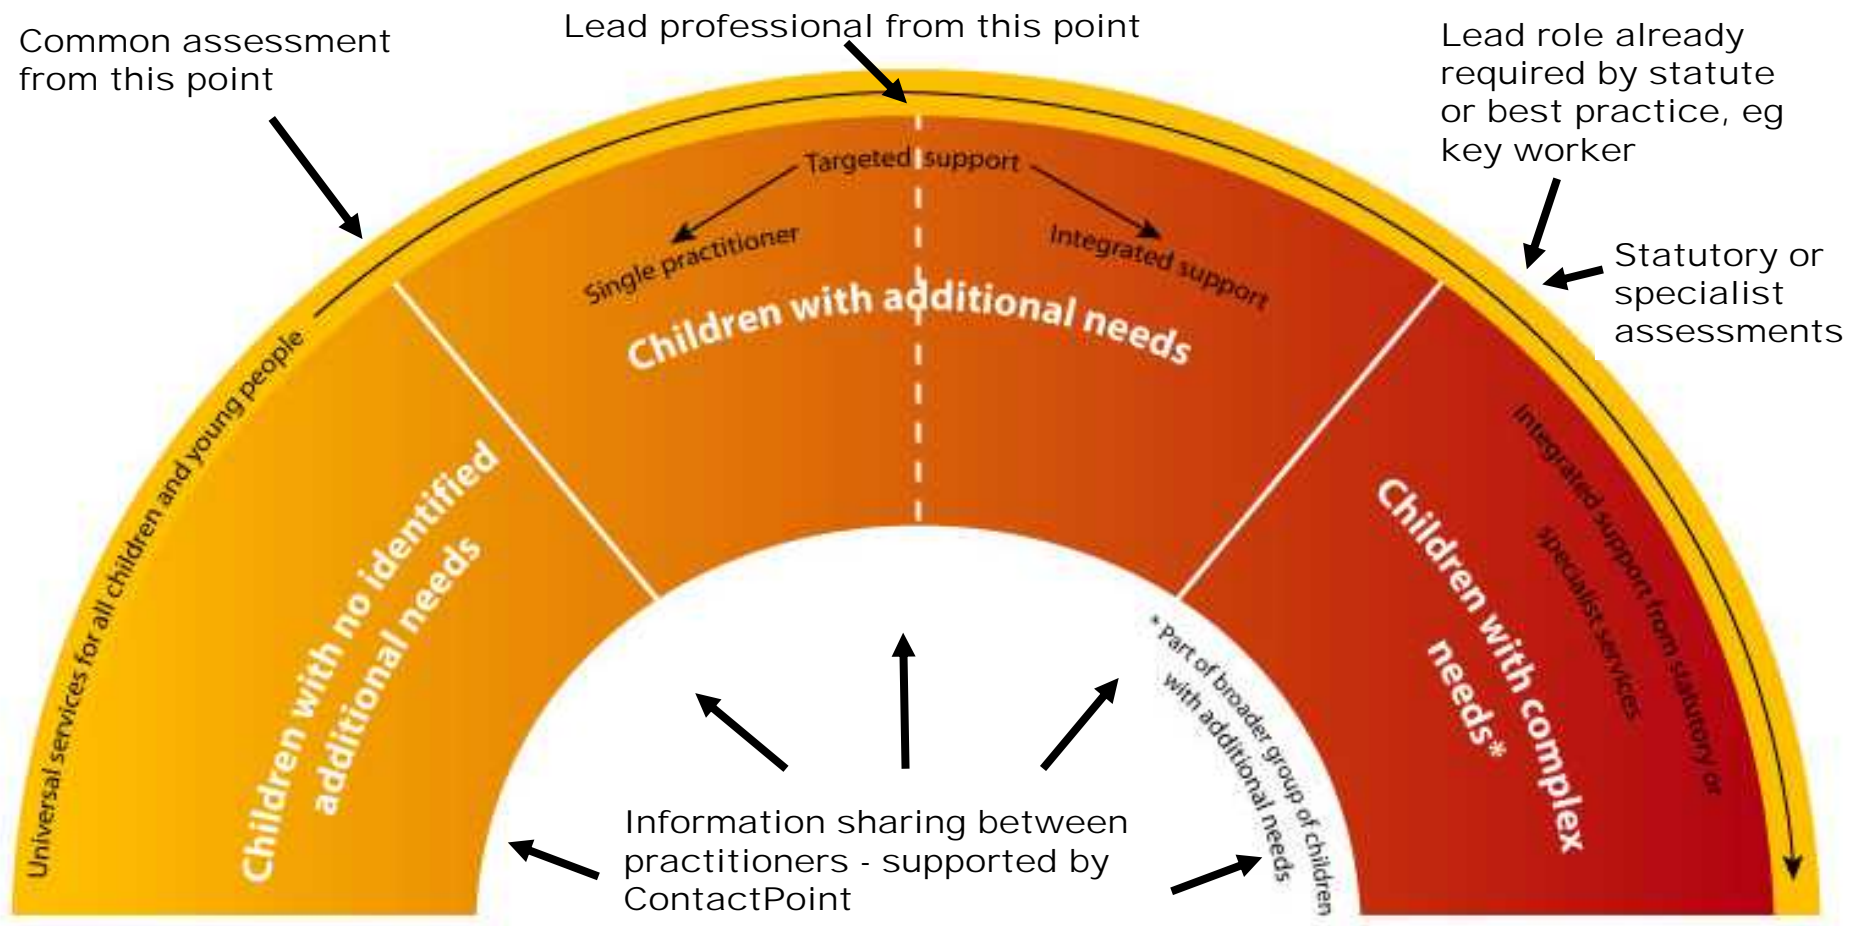 Common assessment
from this point
Lead professional from this point
Lead role already
required by statute
or best practice, eg
key worker
Statutory or
specialist
assessments
Targeted support
Single practitioner
Integrated support
Children with additional needs
Universal services for all children and young people
Children with no identified
additional needs
Integrated support from statutory or
specialist services
Children with complex
needs*
* Part of broader group of children
with additional needs
Information sharing between
practitioners - supported by
ContactPoint